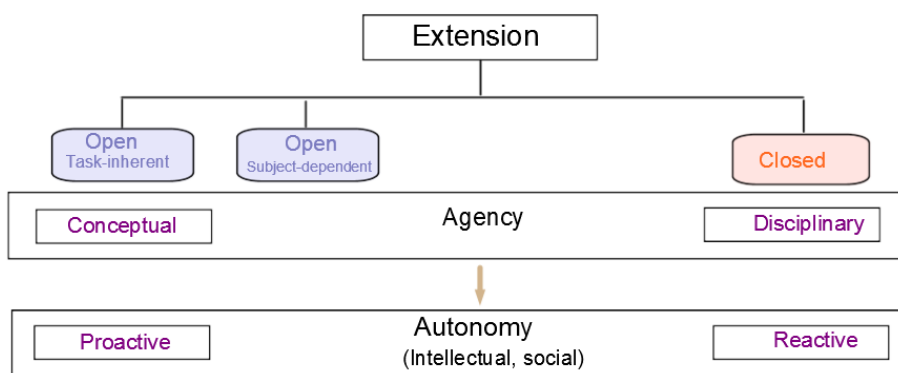 Extension
Open
Task-inherent
Open
Subject-dependent
Closed
Conceptual
Agency
Disciplinary
Proactive
Autonomy
(Intellectual, social)
Reactive